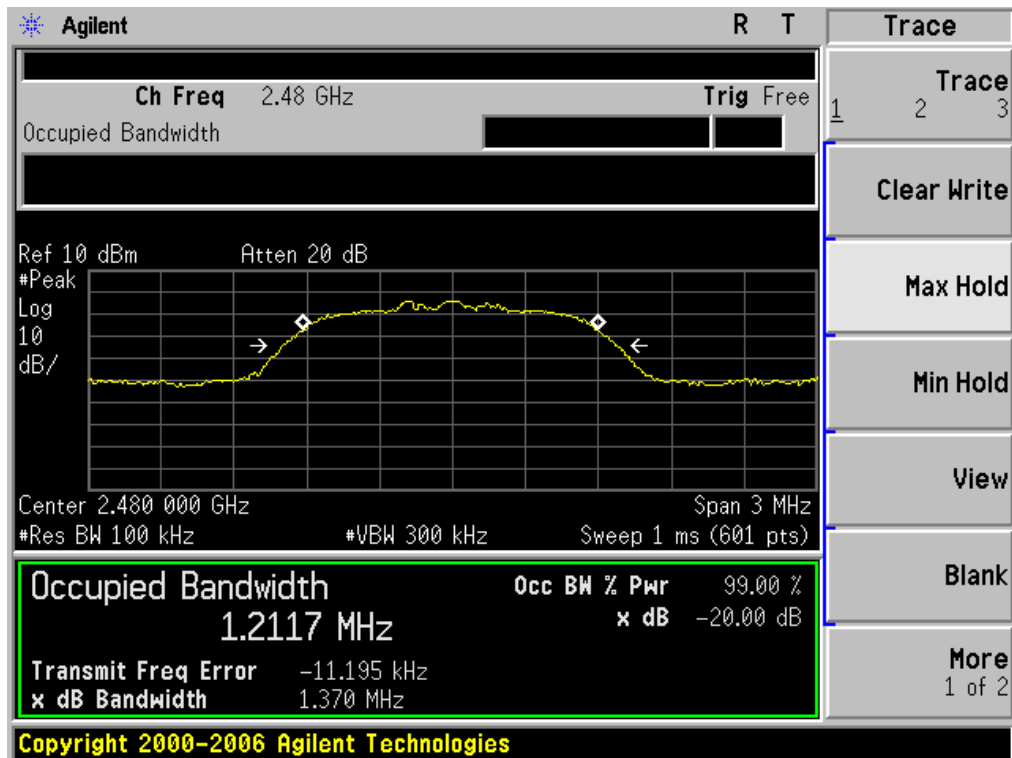 Agilent R T
Ch Freq 2.48 GHz Trig Free
Occupied Bandwidth
Ref 10 dBm Atten 20 dB
#Peak
Log
10
dB/
Center 2.480 000 GHz Span 3 MHz
#Res BW 100 kHz #VBW 300 kHz Sweep 1 ms (601 pts)
Occupied Bandwidth
1.2117 MHz
Occ BW % Pwr 99.00 %
x dB -20.00 dB
Transmit Freq Error -11.195 kHz
x dB Bandwidth 1.370 MHz
Copyright 2000-2006 Agilent Technologies
Trace
Trace
1 2 3
Clear Write
Max Hold
Min Hold
View
Blank
More
1 of 2